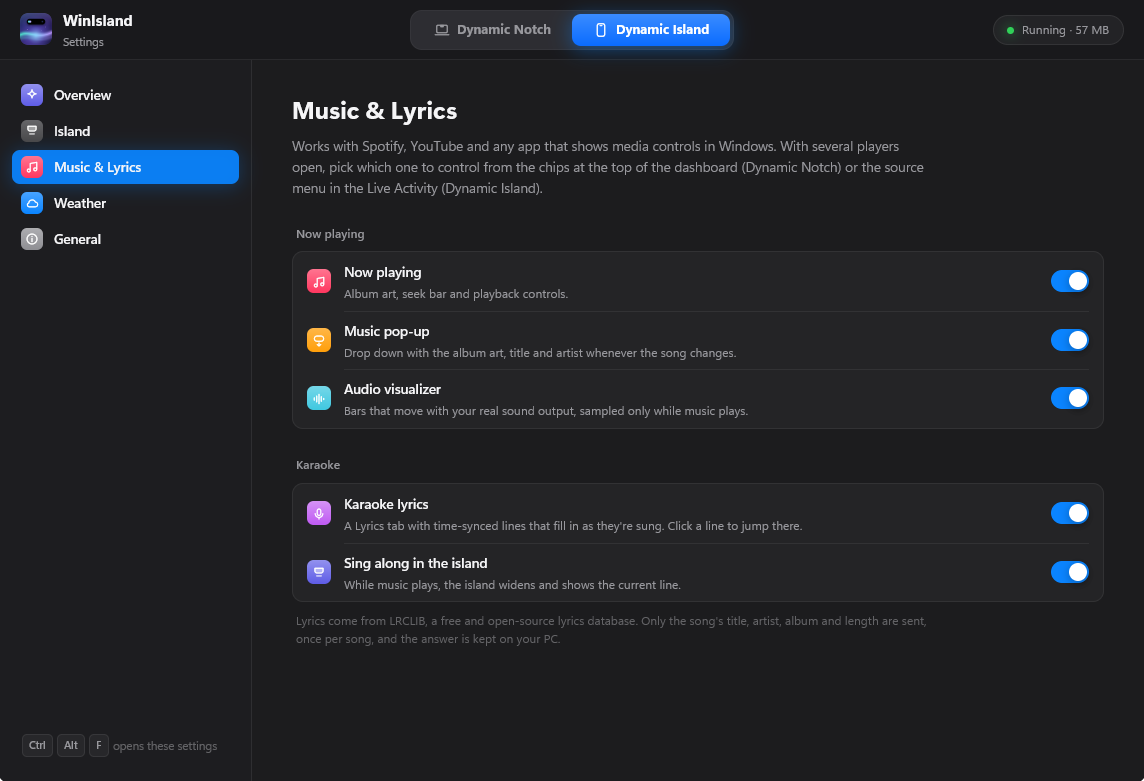 WinIsland
Settings
Dynamic Notch
Dynamic Island
Running · 57 MB
Overview
Island
Music & Lyrics
Weather
General
Music & Lyrics
Works with Spotify, YouTube and any app that shows media controls in Windows. With several players
open, pick which one to control from the chips at the top of the dashboard (Dynamic Notch) or the source
menu in the Live Activity (Dynamic Island).
Now playing
Now playing
Album art, seek bar and playback controls.
Music pop-up
Drop down with the album art, title and artist whenever the song changes.
Audio visualizer
Bars that move with your real sound output, sampled only while music plays.
Karaoke
Karaoke lyrics
A Lyrics tab with time-synced lines that fill in as they're sung. Click a line to jump there.
Sing along in the island
While music plays, the island widens and shows the current line.
Lyrics come from LRCLIB, a free and open-source lyrics database. Only the song's title, artist, album and length are sent,
once per song, and the answer is kept on your PC.
Ctrl Alt F opens these settings